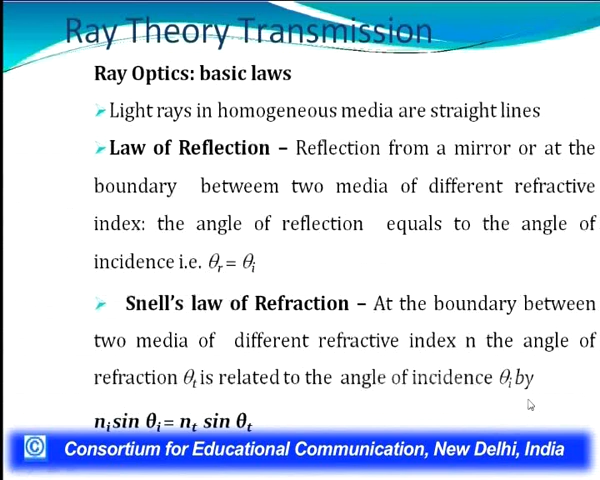 Ray Theory Transmission
Ray Optics: basic laws
➢Light rays in homogeneous media are straight lines
➢Law of Reflection – Reflection from a mirror or at the
boundary betweem two media of different refractive
index: the angle of reflection equals to the angle of
incidence i.e. θr = θi
➢ Snell's law of Refraction – At the boundary between
two media of different refractive index n the angle of
refraction θt is related to the angle of incidence θi by
ni sin θi = nt sin θt
© Consortium for Educational Communication, New Delhi, India